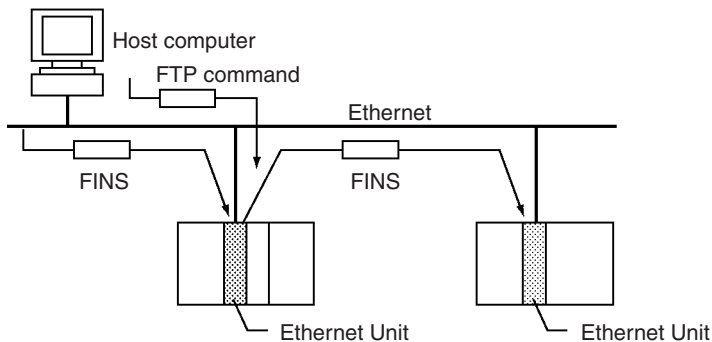 Host computer
FTP command
Ethernet
FINS
FINS
Ethernet Unit
Ethernet Unit